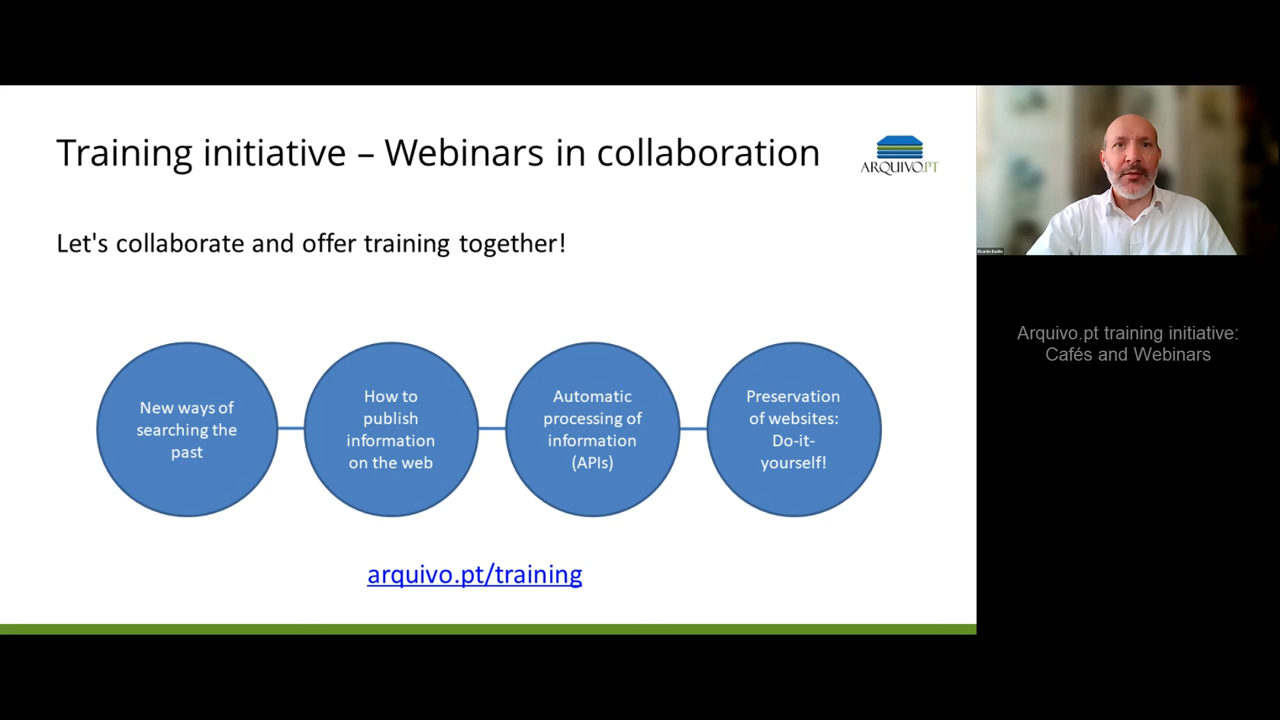 Training initiative – Webinars in collaboration
ARQUIVO.PT
Let's collaborate and offer training together!
New ways of
searching the
past
How to
publish
information
on the web
Automatic
processing of
information
(APIs)
Preservation
of websites:
Do-it-
yourself!
arquivo.pt/training
Ricardo Basílio
Arquivo.pt training initiative:
Cafés and Webinars